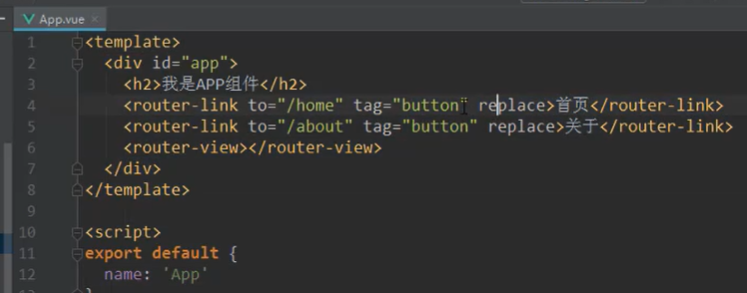 App.vue
1 <template>
2 <div id="app">
3 <h2>我是APP组件</h2>
4 <router-link to="/home" tag="button" replace>首页</router-link>
5 <router-link to="/about" tag="button" replace>关于</router-link>
6 <router-view></router-view>
7 </div>
8 </template>
9
10 <script>
11 export default {
12 name: 'App'